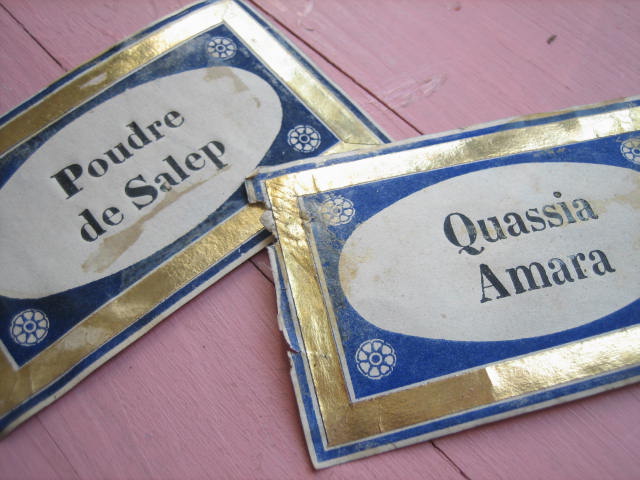 Poudre
de Salep
Quassia
Amara